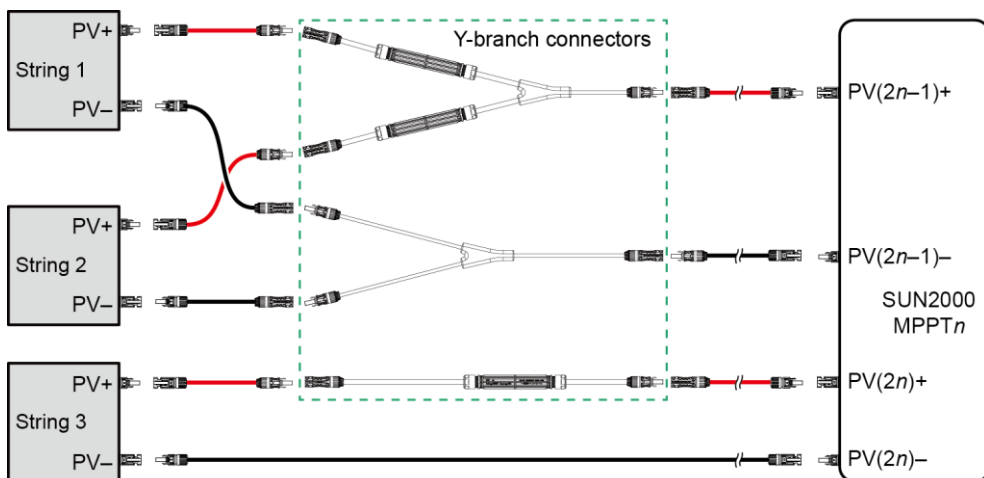 PV+
String 1
PV–
Y-branch connectors
PV(2n–1)+
PV+
String 2
PV–
PV(2n–1)–
SUN2000
MPPTn
PV+
String 3
PV–
PV(2n)+
PV(2n)–